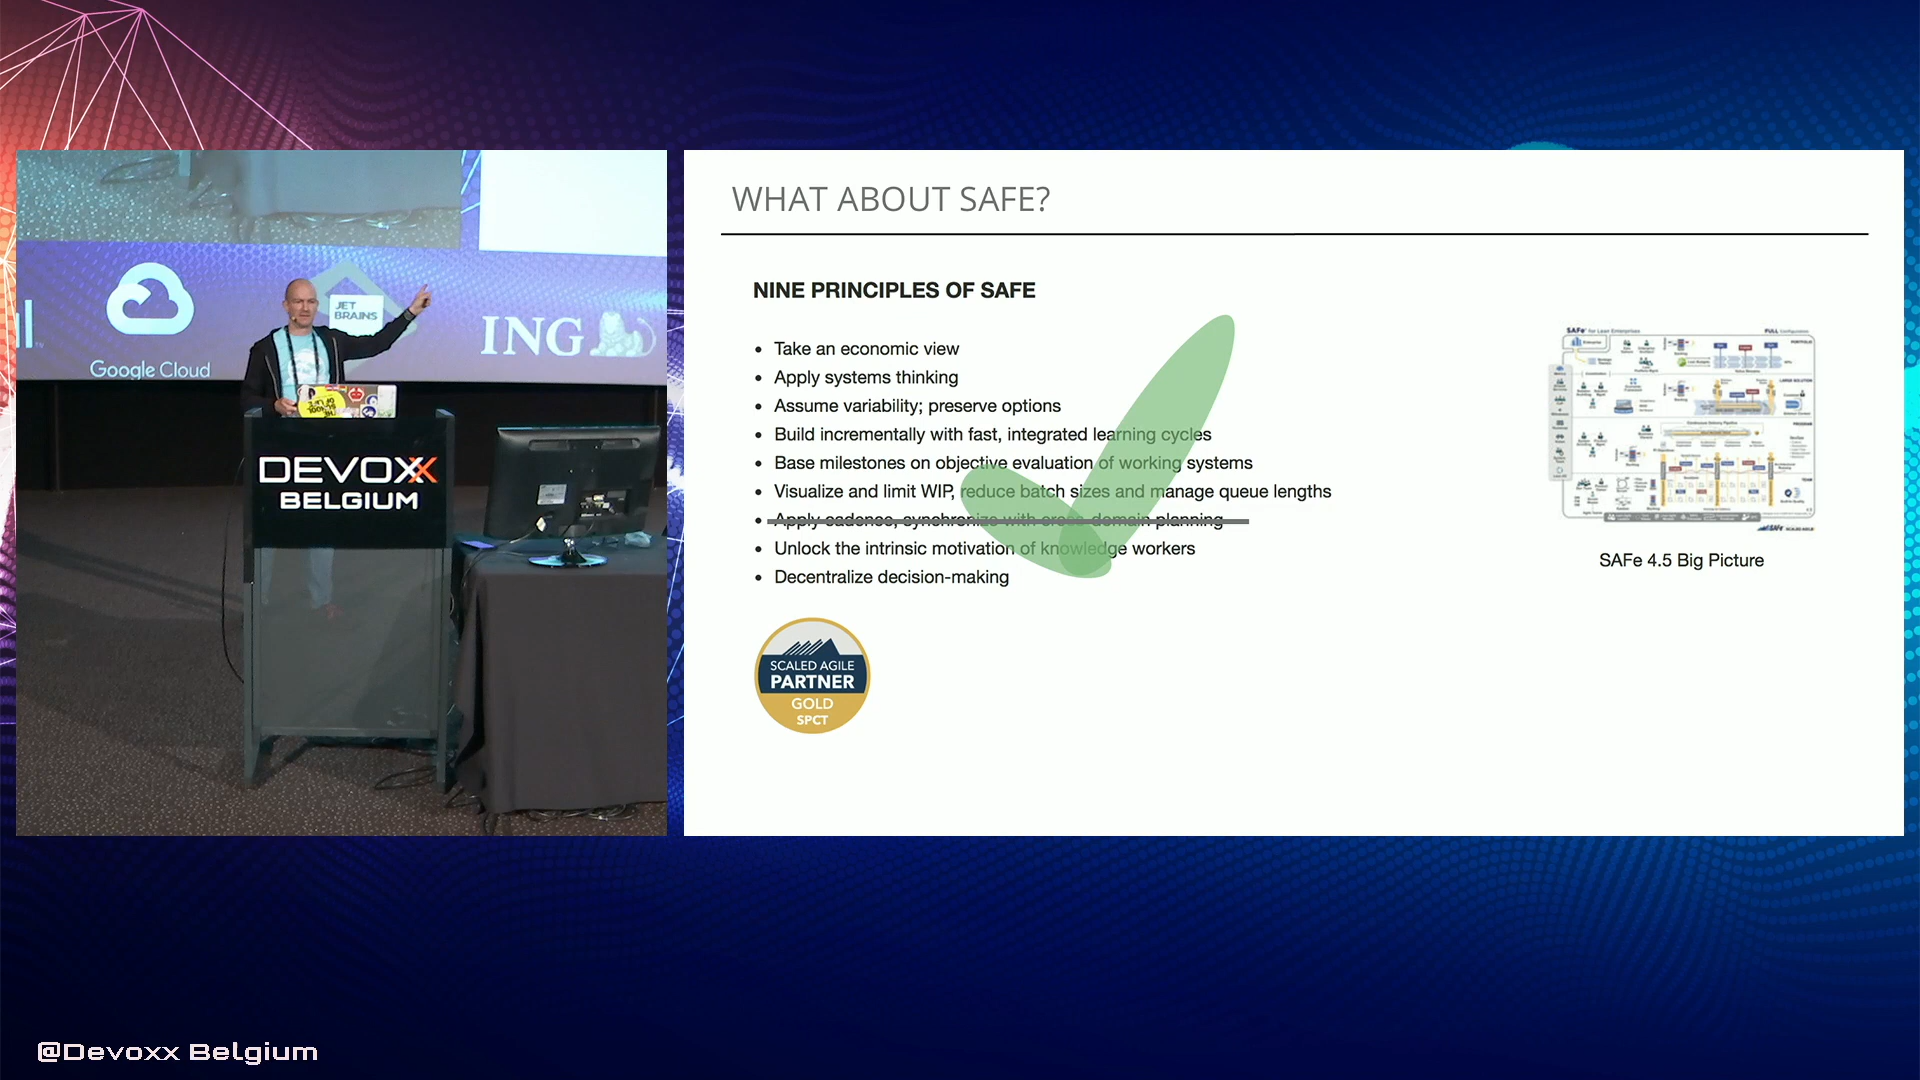 WHAT ABOUT SAFE?
NINE PRINCIPLES OF SAFE
• Take an economic view
• Apply systems thinking
• Assume variability; preserve options
• Build incrementally with fast, integrated learning cycles
• Base milestones on objective evaluation of working systems
• Visualize and limit WIP, reduce batch sizes and manage queue lengths
• Apply cadence, synchronize with cross-domain planning
• Unlock the intrinsic motivation of knowledge workers
• Decentralize decision-making
SCALED AGILE
PARTNER
GOLD
SPCT
SAFe for Lean Enterprises
SAFe 4.5 Big Picture
Google Cloud
JET
BRAINS
ING
DEVOXX
BELGIUM
@Devoxx Belgium